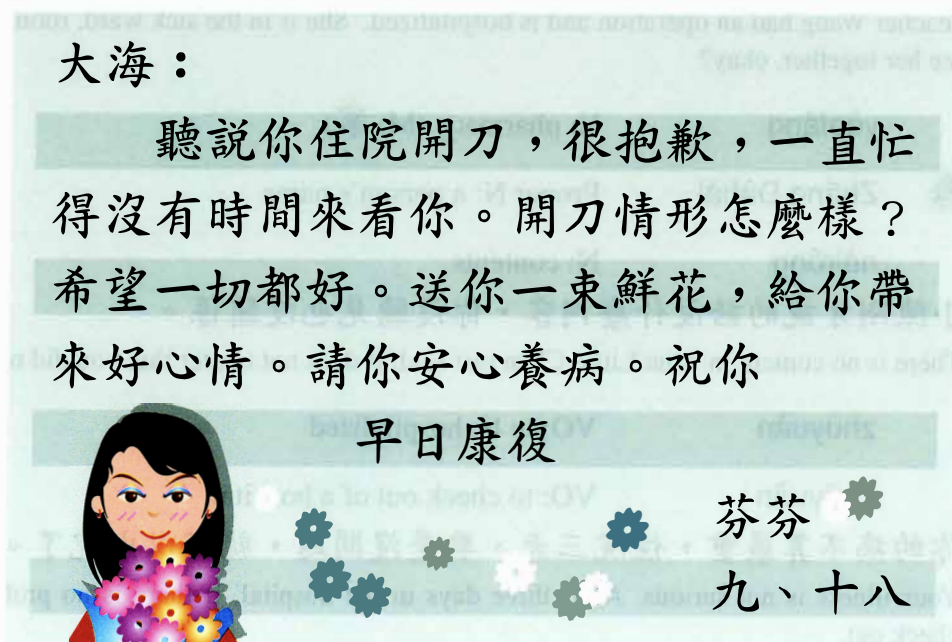 大海：
聽說你住院開刀，很抱歉，一直忙
得沒有時間來看你。開刀情形怎麼樣？
希望一切都好。送你一束鮮花，給你帶
來好心情。請你安心養病。祝你
早日康復
芬芬
九、十八